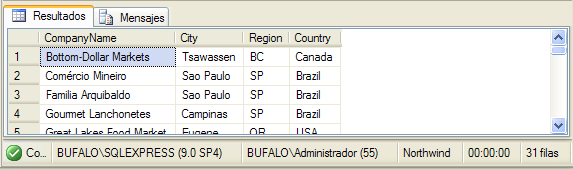 Resultados Mensajes
CompanyName City Region Country
1 Bottom-Dollar Markets Tsawassen BC Canada
2 Comércio Mineiro Sao Paulo SP Brazil
3 Familia Arquibaldo Sao Paulo SP Brazil
4 Gourmet Lanchonetes Campinas SP Brazil
5 Great Lakes Food Market Eugene OR USA
Co... BUFALO\SQLEXPRESS (9.0 SP4) BUFALO\Administrador (55) Northwind 00:00:00 31 filas